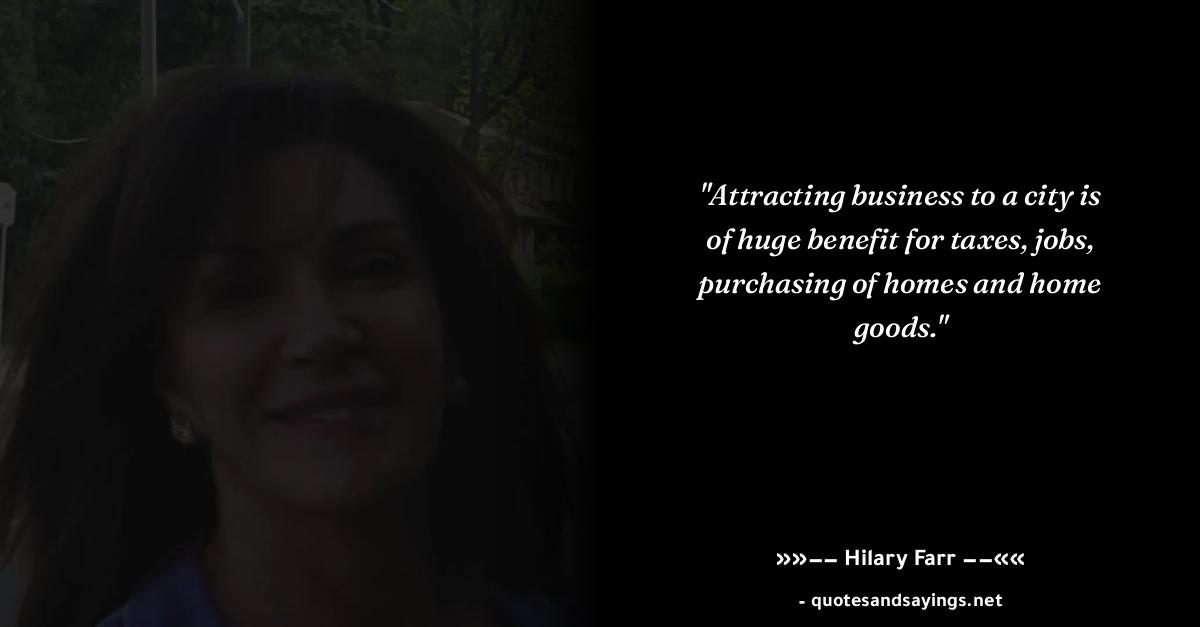 "Attracting business to a city is
of huge benefit for taxes, jobs,
purchasing of homes and home
goods."
»»−− Hilary Farr −−««
- quotesandsayings.net